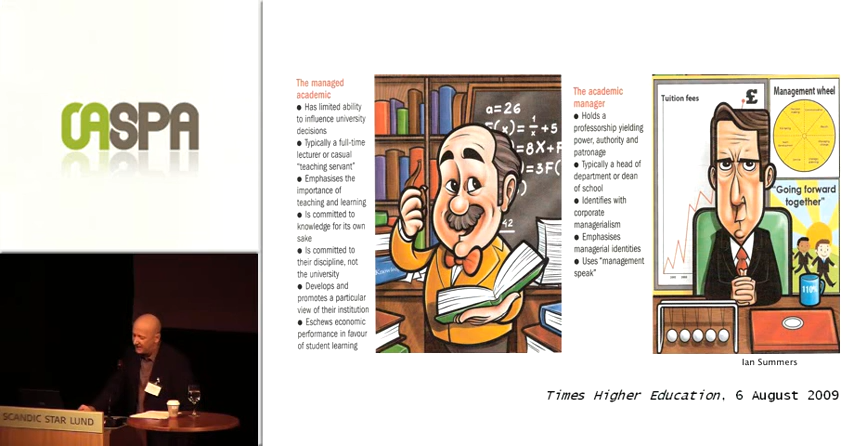 OASPA
SCANDIC STAR LUND
The managed
academic
● Has limited ability
to influence university
decisions
● Typically a full-time
lecturer or casual
"teaching servant"
● Emphasises the
importance of
teaching and learning
● Is committed to
knowledge for its own
sake
● Is committed to
their discipline, not
the university
● Develops and
promotes a particular
view of their institution
● Eschews economic
performance in favour
of student learning
a=26
=8X+F
=3F(
42
The academic
manager
● Holds a
professorship yielding
power, authority and
patronage
● Typically a head of
department or dean
of school
● Identifies with
corporate
managerialism
● Emphasises
managerial identities
● Uses "management
speak"
Tuition fees
£
Management wheel
"Going forward
together"
110%
Ian Summers
Times Higher Education, 6 August 2009